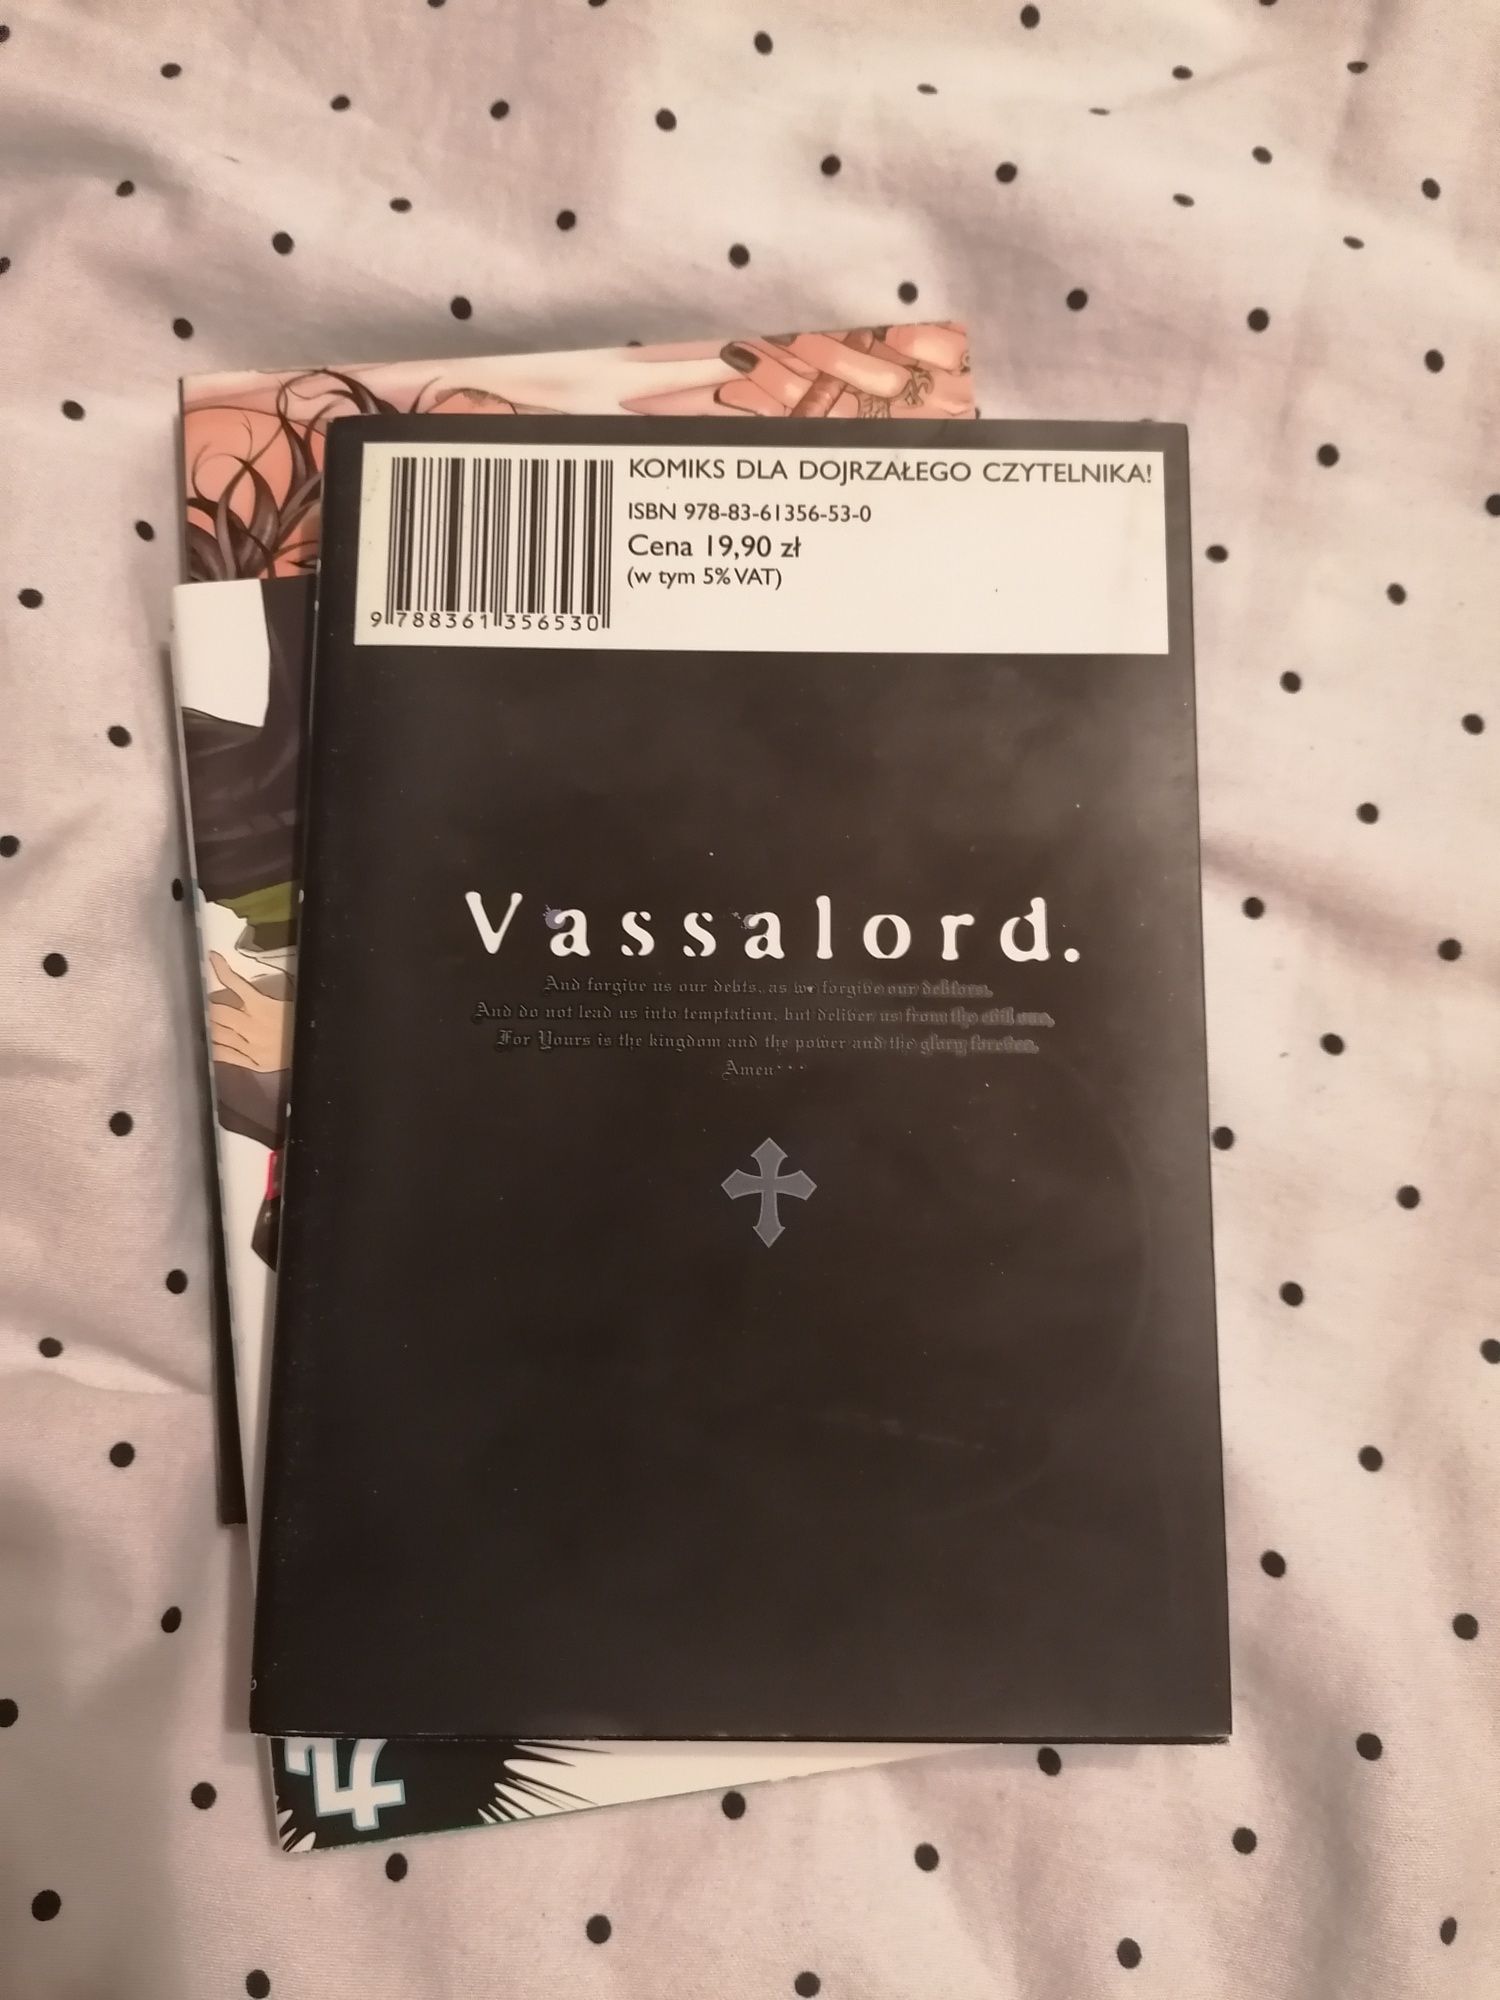 KOMIKS DLA DOJRZAŁEGO CZYTELNIKA!
ISBN 978-83-61356-53-0
Cena 19,90 zł
(w tym 5% VAT)
9 788361 356530
Vassalord.
And forgive us our debts, as we forgive our debtors,
And do not lead us into temptation, but deliver us from the evil one,
For Yours is the kingdom and the power and the glory forever,
Amen···